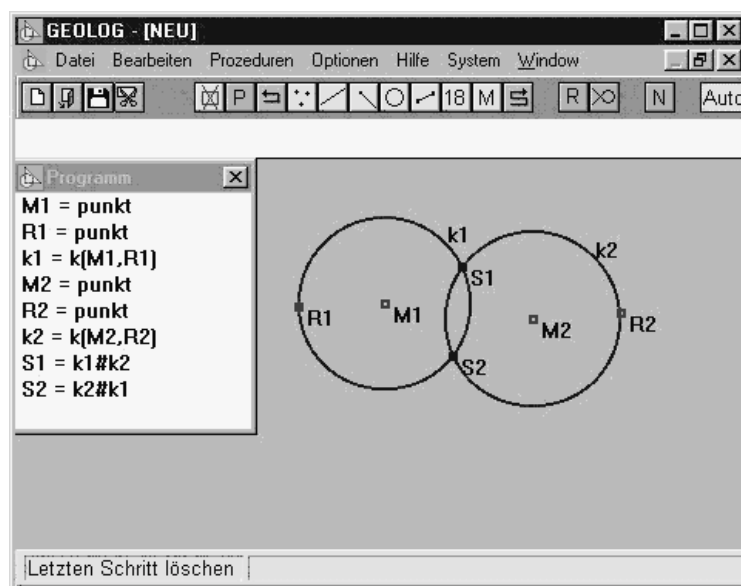 GEOLOG - [NEU]
Datei Bearbeiten Prozeduren Optionen Hilfe System Window
P 18 M R N Auto
Programm
M1 = punkt
R1 = punkt
k1 = k(M1,R1)
M2 = punkt
R2 = punkt
k2 = k(M2,R2)
S1 = k1#k2
S2 = k2#k1
k1
k2
S1
R1
M1
M2
R2
S2
Letzten Schritt löschen